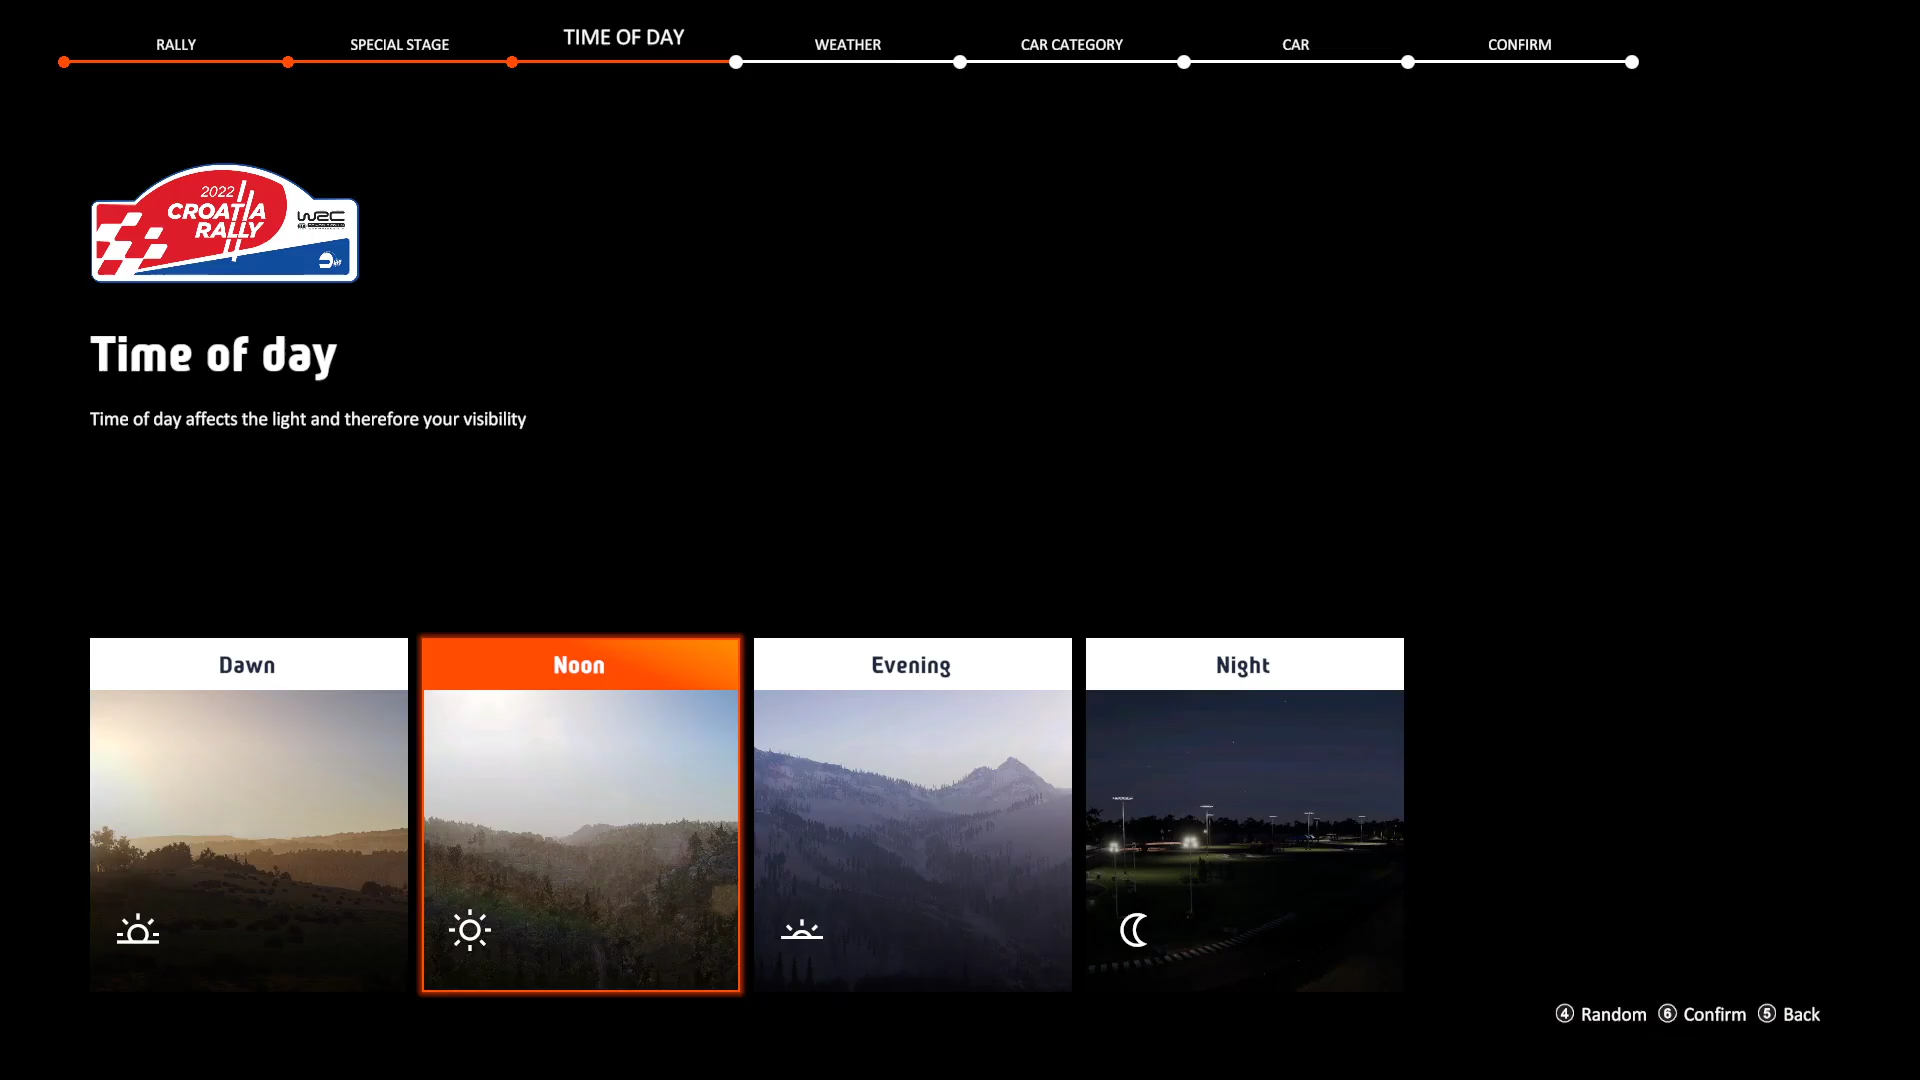 RALLY
SPECIAL STAGE
TIME OF DAY
WEATHER
CAR CATEGORY
CAR
CONFIRM
2022
CROATIA
RALLY
WRC
Time of day
Time of day affects the light and therefore your visibility
Dawn
Noon
Evening
Night
4 Random 6 Confirm 5 Back